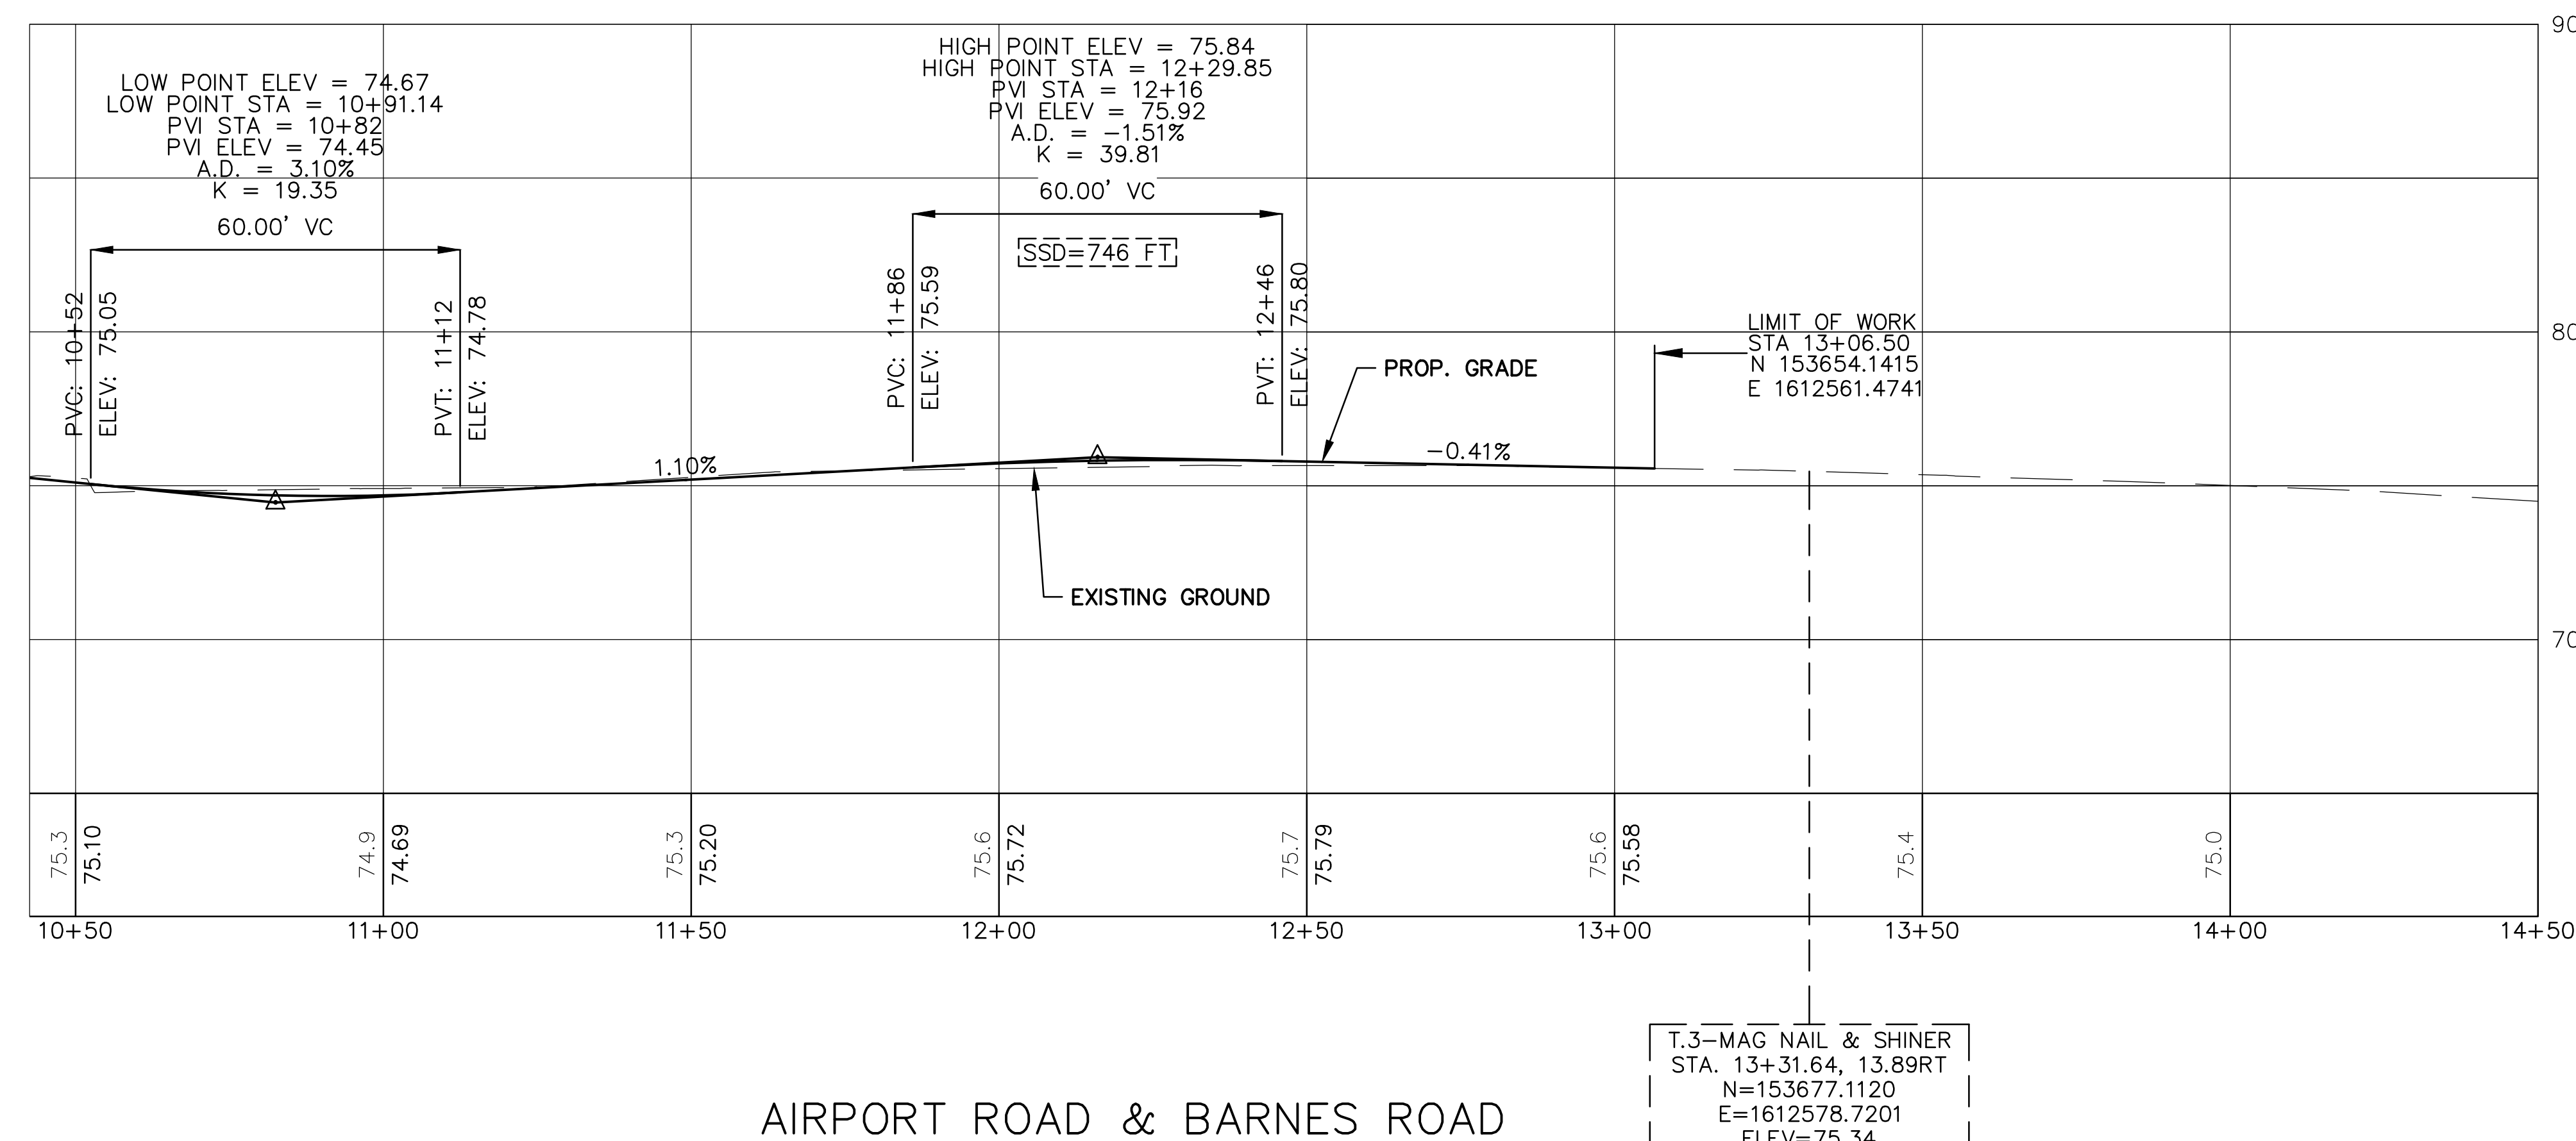 LOW POINT ELEV = 74.67
LOW POINT STA = 10+91.14
PVI STA = 10+82
PVI ELEV = 74.45
A.D. = 3.10%
K = 19.35
60.00' VC
PVC: 10+52
ELEV: 75.05
PVT: 11+12
ELEV: 74.78
HIGH POINT ELEV = 75.84
HIGH POINT STA = 12+29.85
PVI STA = 12+16
PVI ELEV = 75.92
A.D. = -1.51%
K = 39.81
60.00' VC
SSD=746 FT
PVC: 11+86
ELEV: 75.59
PVT: 12+46
ELEV: 75.80
LIMIT OF WORK
STA 13+06.50
N 153654.1415
E 1612561.4741
PROP. GRADE
1.10%
-0.41%
EXISTING GROUND
90
80
70
75.3
75.10
74.9
74.69
75.3
75.20
75.6
75.72
75.7
75.79
75.6
75.58
75.4
75.0
10+50 11+00 11+50 12+00 12+50 13+00 13+50 14+00 14+50
T.3-MAG NAIL & SHINER
STA. 13+31.64, 13.89RT
N=153677.1120
E=1612578.7201
ELEV=75.34
AIRPORT ROAD & BARNES ROAD